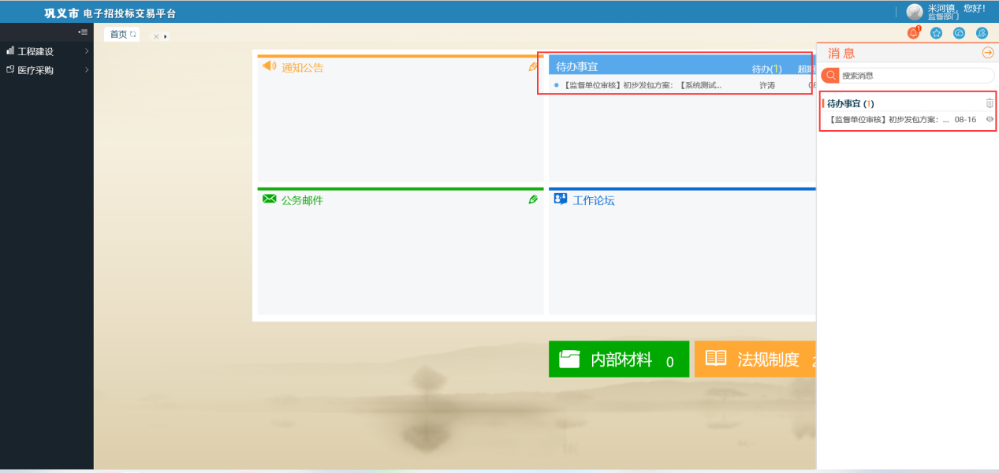 巩义市 电子招投标交易平台
米河镇，您好!
监督部门
首页
1
工程建设
医疗采购
通知公告
待办事宜 待办(1)
【监督单位审核】初步发包方案：【系统测试... 许涛
公务邮件
工作论坛
内部材料 0
法规制度
消息
搜索消息
待办事宜 (1)
【监督单位审核】初步发包方案：... 08-16